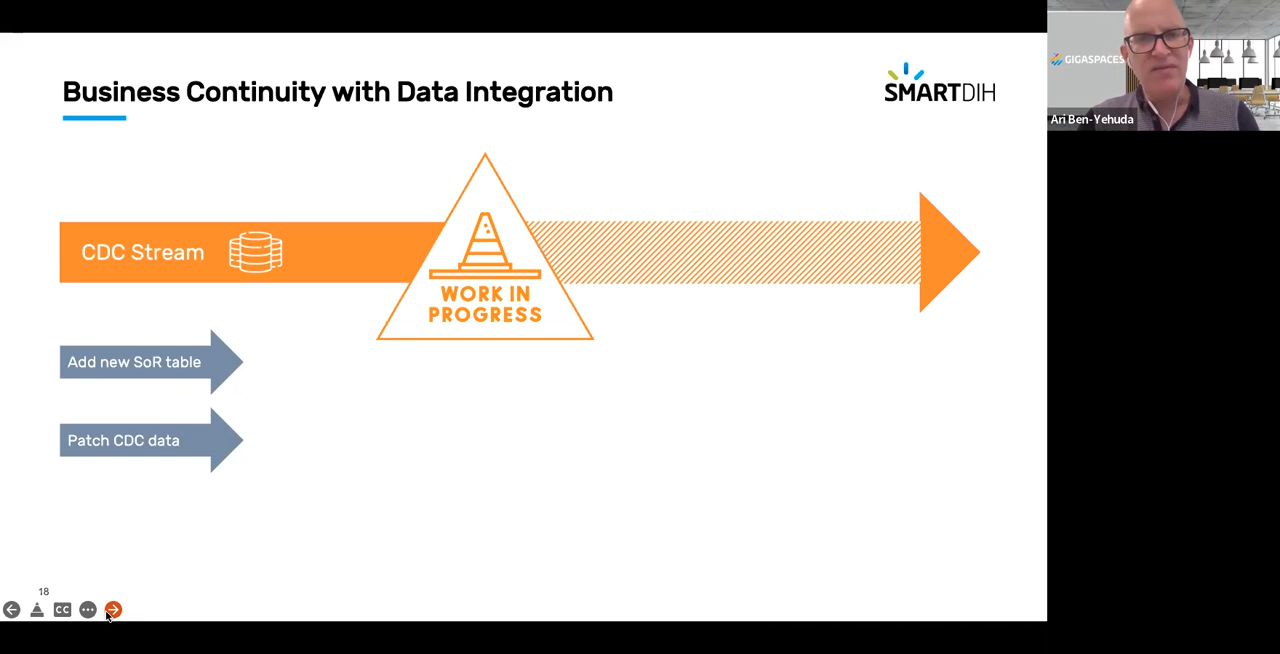 Business Continuity with Data Integration
SMARTDIH
GIGASPACES
Ari Ben-Yehuda
CDC Stream
WORK IN
PROGRESS
Add new SoR table
Patch CDC data
18
CC